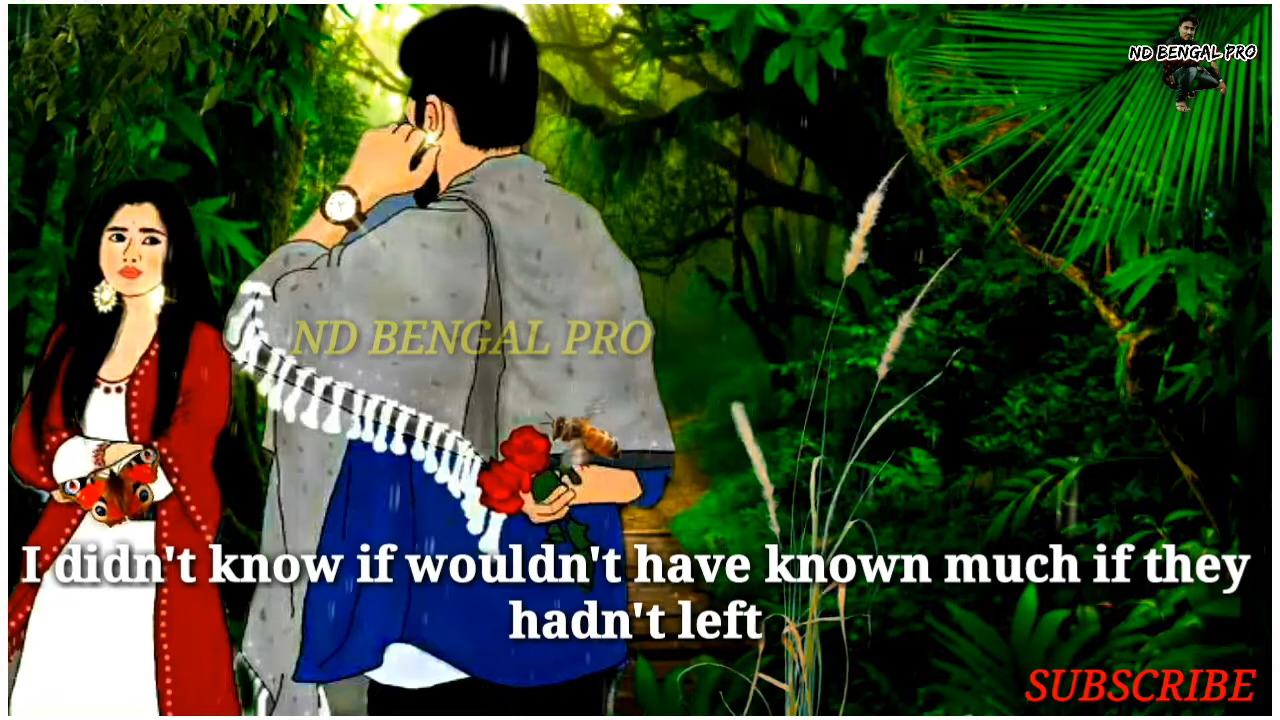 ND BENGAL PRO
ND BENGAL PRO
I didn't know if wouldn't have known much if they
hadn't left
SUBSCRIBE